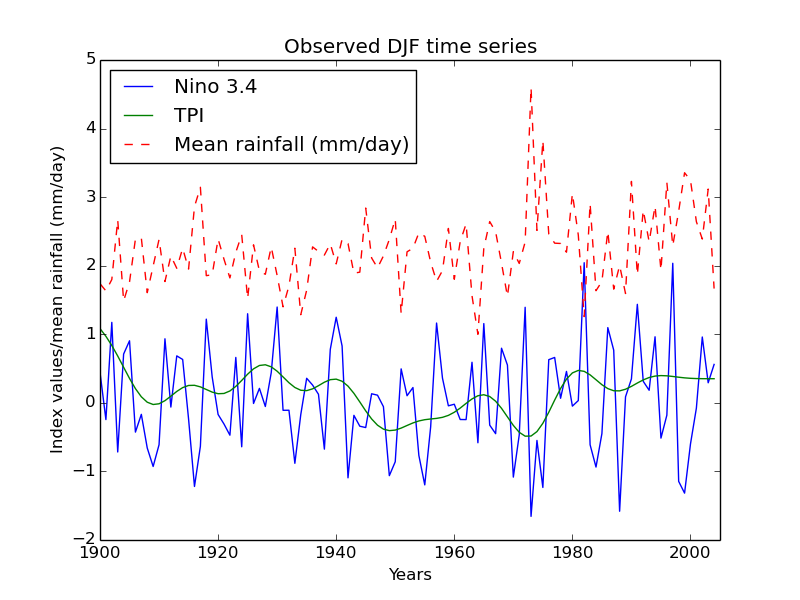 Observed DJF time series
5
4
3
2
1
0
−1
−2
Index values/mean rainfall (mm/day)
Nino 3.4
TPI
Mean rainfall (mm/day)
1900 1920 1940 1960 1980 2000
Years